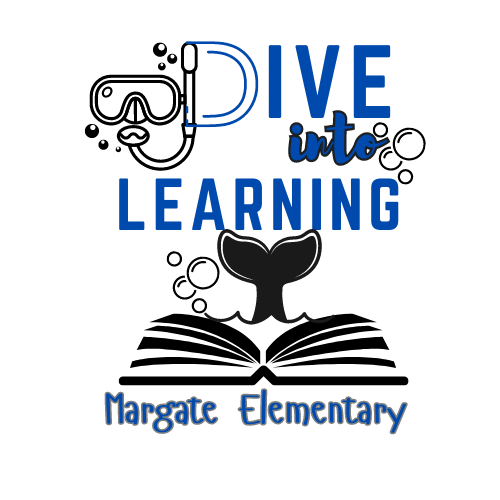 DIVE
into
LEARNING
Margate Elementary